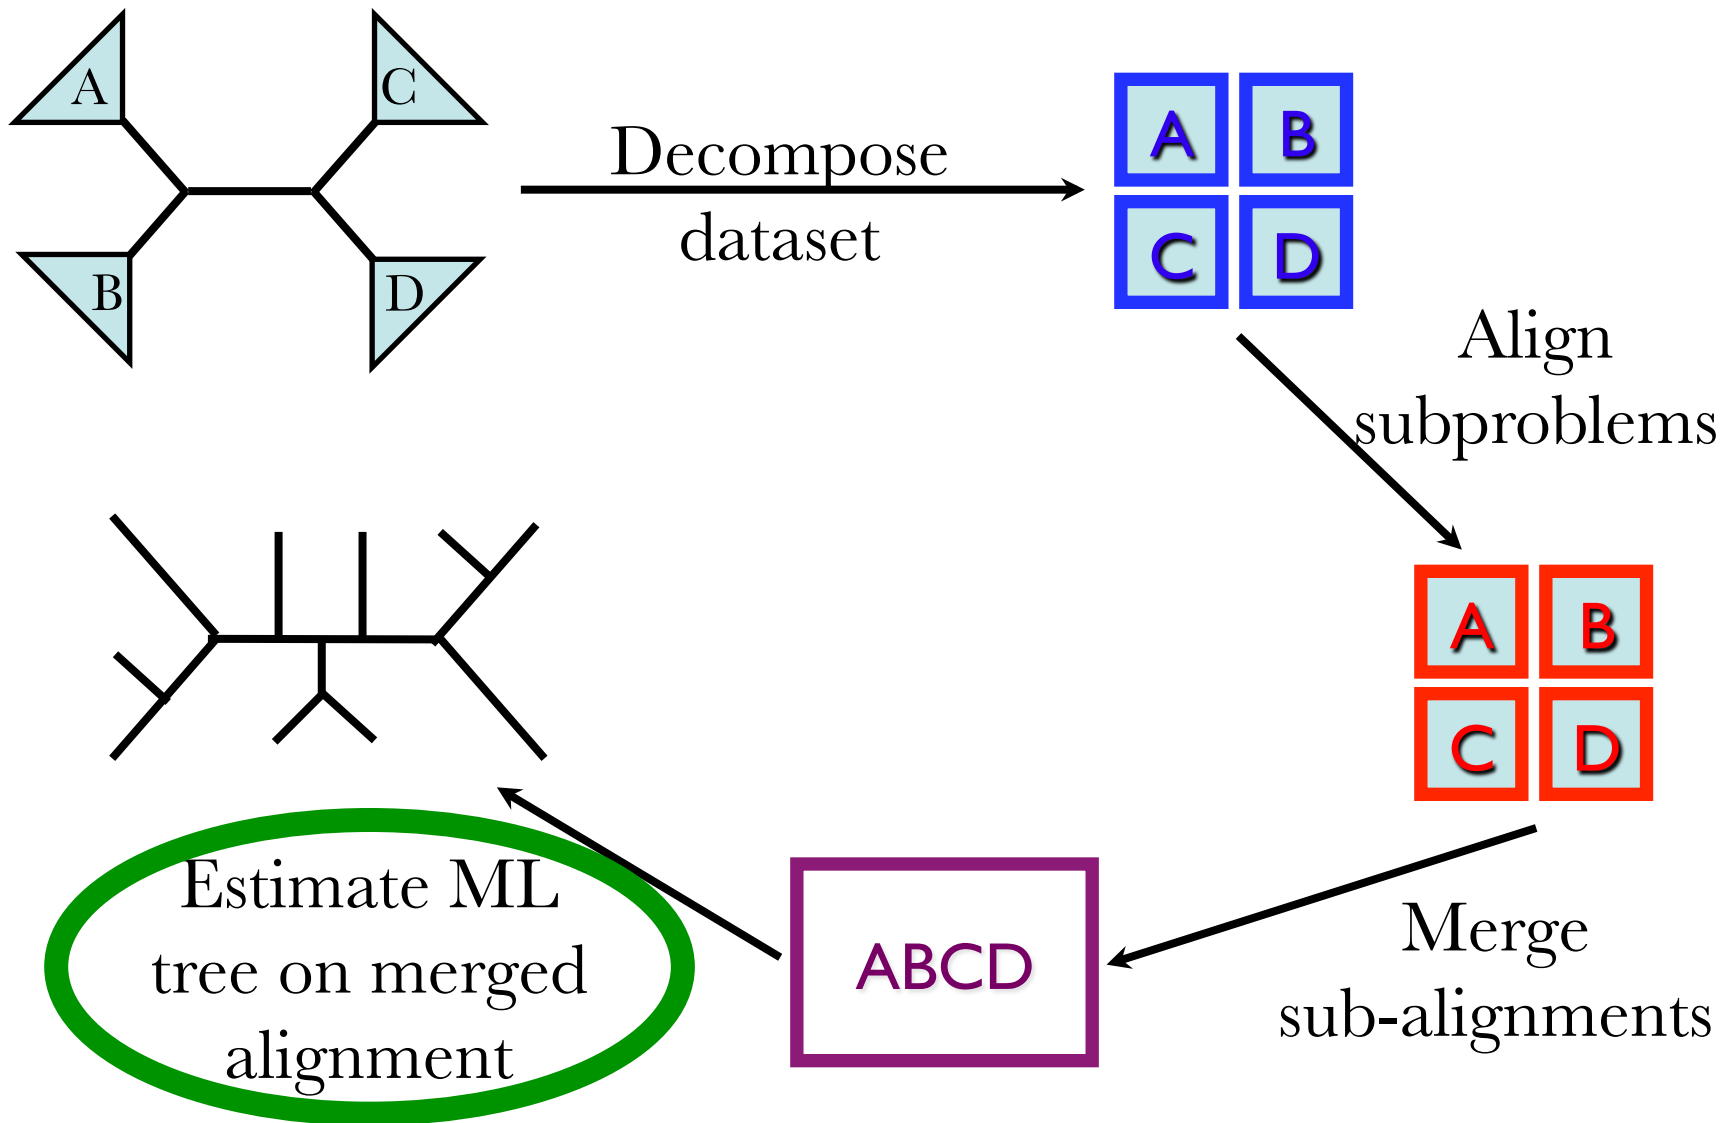 A
C
B
D
Decompose
dataset
A B
C D
Align
subproblems
A B
C D
Merge
sub-alignments
ABCD
Estimate ML
tree on merged
alignment